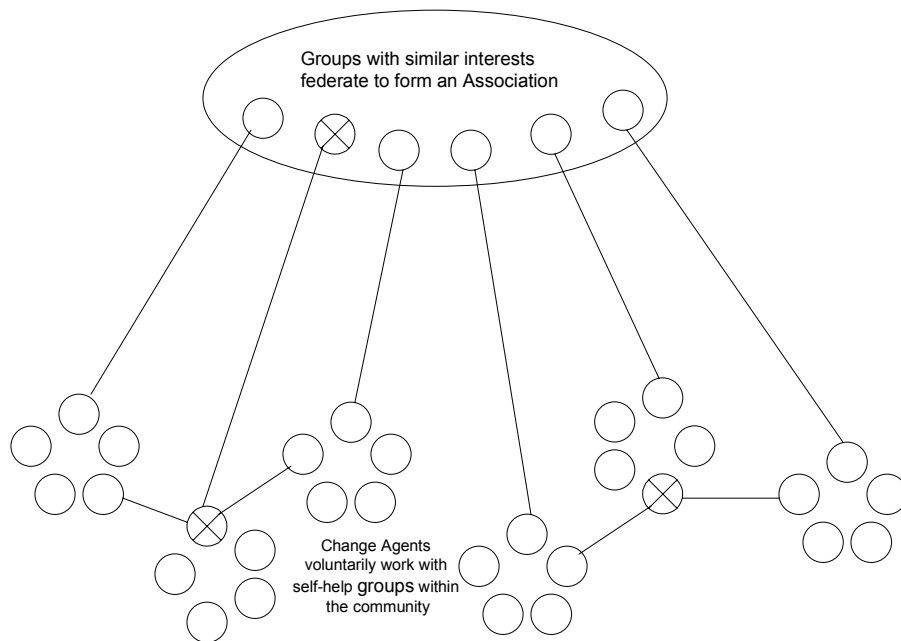 Groups with similar interests
federate to form an Association
Change Agents
voluntarily work with
self-help groups within
the community